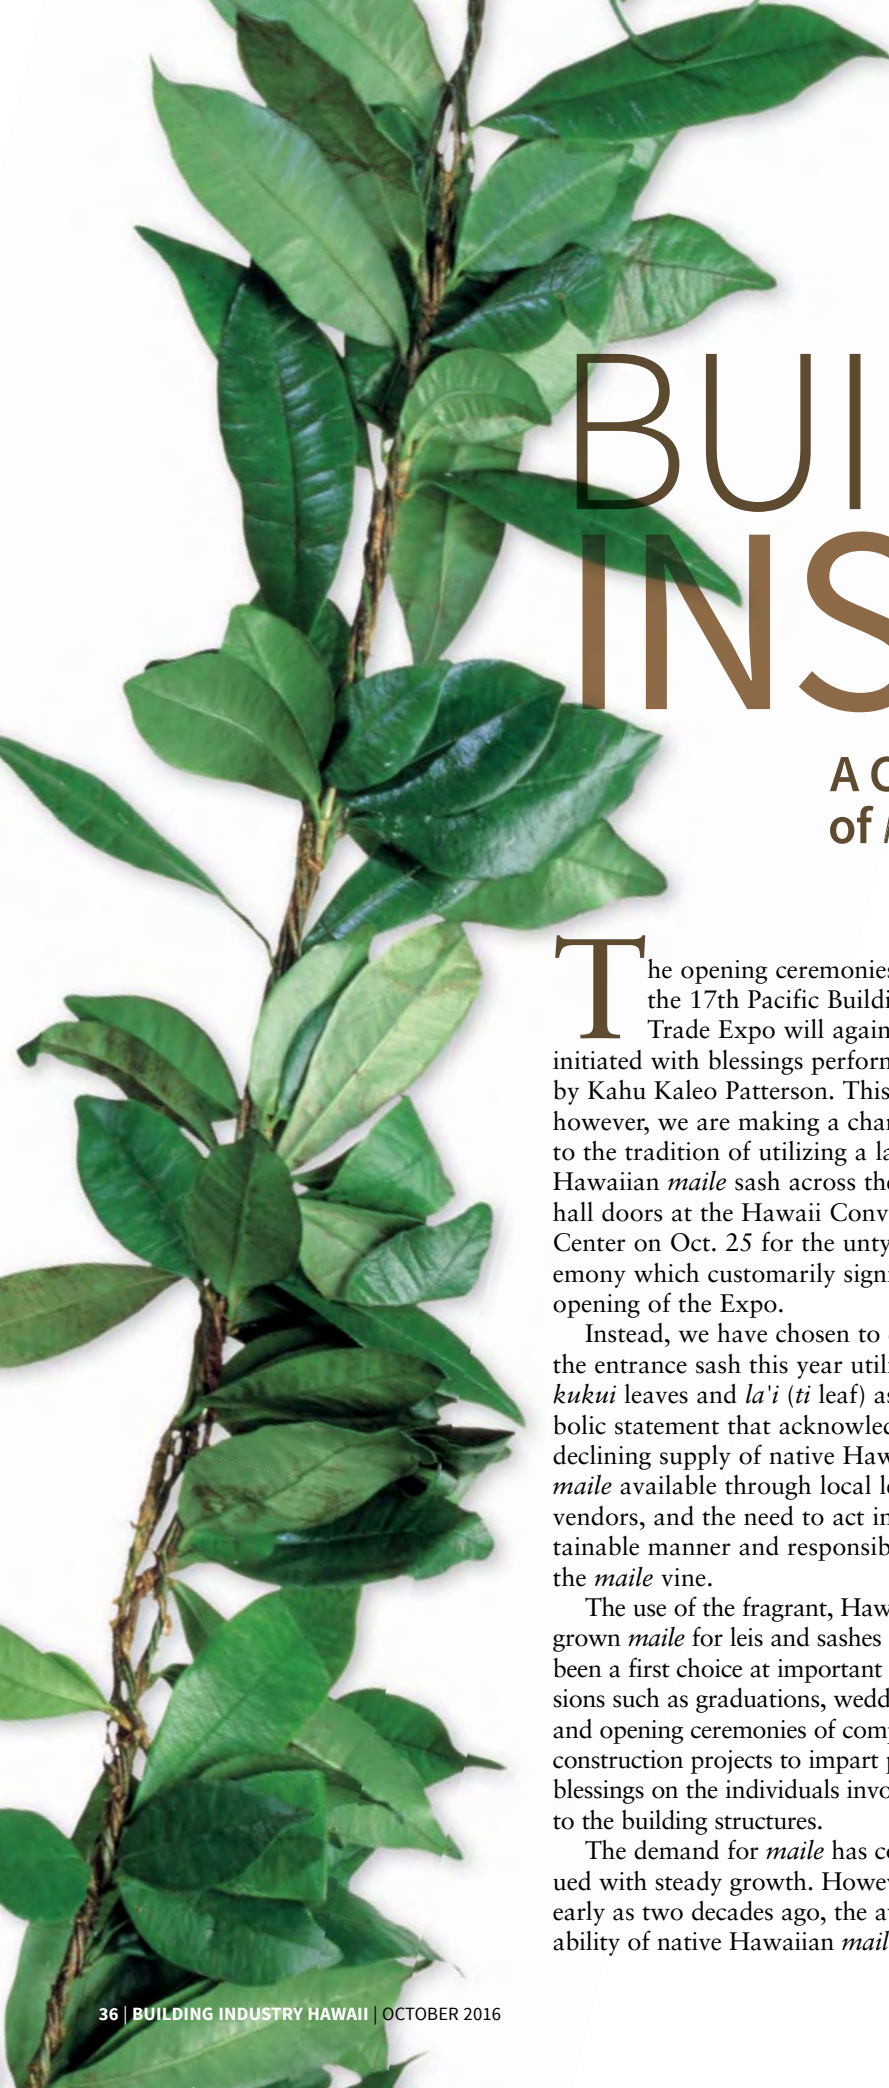 BUI
INS
A C
of
The opening ceremonies
the 17th Pacific Buildi
Trade Expo will again
initiated with blessings perform
by Kahu Kaleo Patterson. This
however, we are making a chan
to the tradition of utilizing a la
Hawaiian maile sash across the
hall doors at the Hawaii Conv
Center on Oct. 25 for the unty
emony which customarily signi
opening of the Expo.
Instead, we have chosen to
the entrance sash this year util
kukui leaves and la'i (ti leaf) as
bolic statement that acknowled
declining supply of native Haw
maile available through local le
vendors, and the need to act in
tainable manner and responsib
the maile vine.
The use of the fragrant, Haw
grown maile for leis and sashes
been a first choice at important
sions such as graduations, wedd
and opening ceremonies of comp
construction projects to impart p
blessings on the individuals invo
to the building structures.
The demand for maile has co
ued with steady growth. Howev
early as two decades ago, the av
ability of native Hawaiian mail
36 | BUILDING INDUSTRY HAWAII | OCTOBER 2016